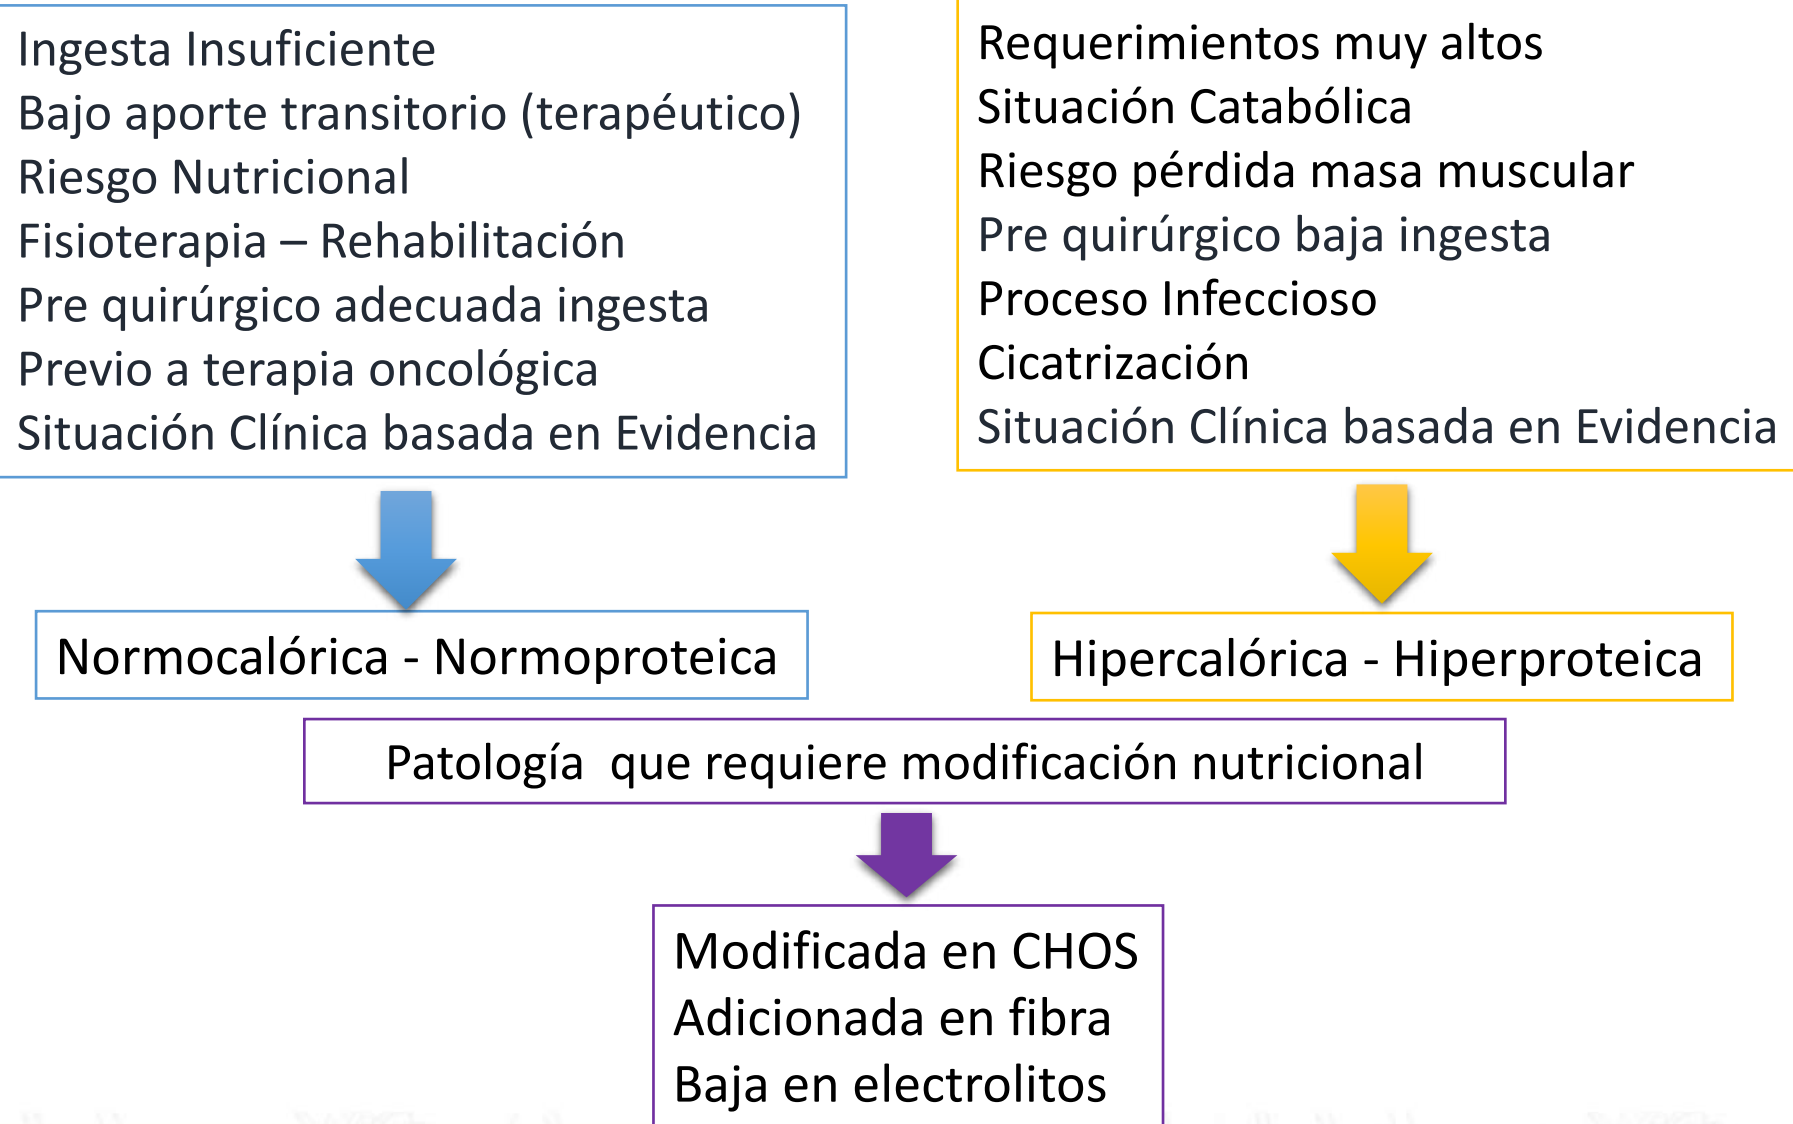 Ingesta Insuficiente
Bajo aporte transitorio (terapéutico)
Riesgo Nutricional
Fisioterapia – Rehabilitación
Pre quirúrgico adecuada ingesta
Previo a terapia oncológica
Situación Clínica basada en Evidencia
Requerimientos muy altos
Situación Catabólica
Riesgo pérdida masa muscular
Pre quirúrgico baja ingesta
Proceso Infeccioso
Cicatrización
Situación Clínica basada en Evidencia
Normocalórica - Normoproteica
Hipercalórica - Hiperproteica
Patología que requiere modificación nutricional
Modificada en CHOS
Adicionada en fibra
Baja en electrolitos